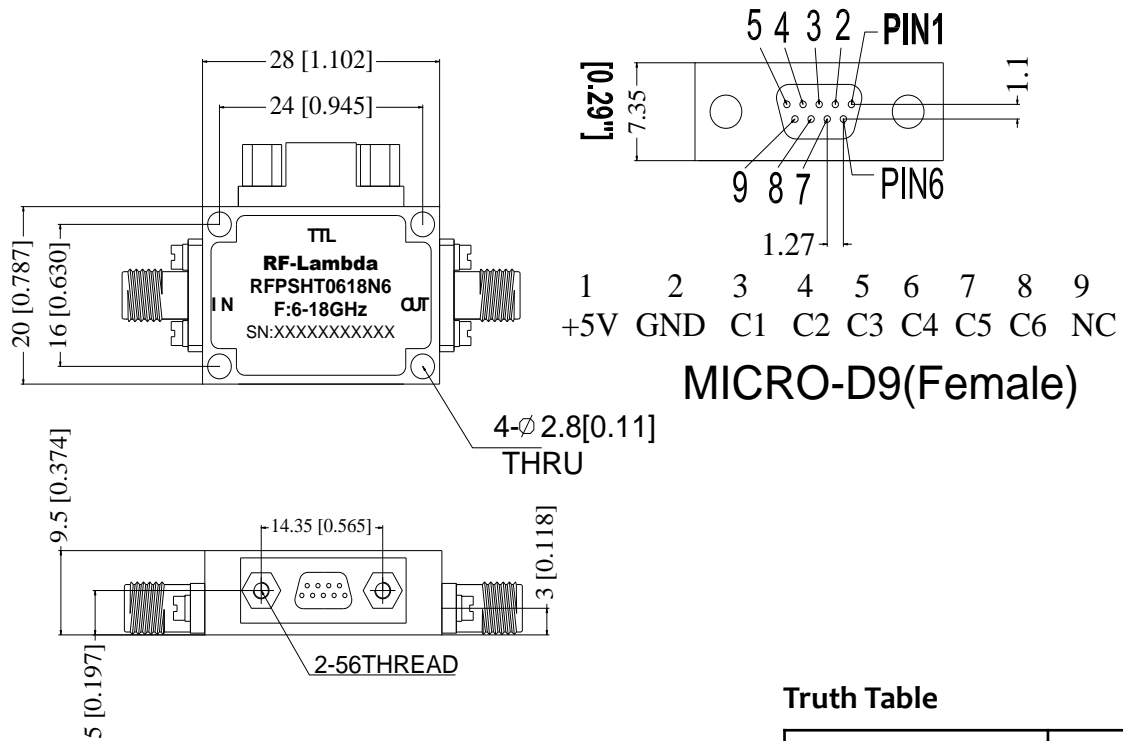 28 [1.102]
24 [0.945]
20 [0.787]
16 [0.630]
TTL
RF-Lambda
RFPSHT0618N6
IN F:6-18GHz OUT
SN:XXXXXXXXXXX
4-∅ 2.8[0.11]
THRU
5 4 3 2 PIN1
[0.29"]
7.35
1.1
9 8 7 PIN6
1.27
1 2 3 4 5 6 7 8 9
+5V GND C1 C2 C3 C4 C5 C6 NC
MICRO-D9(Female)
9.5 [0.374]
14.35 [0.565]
3 [0.118]
5 [0.197]
2-56THREAD
Truth Table